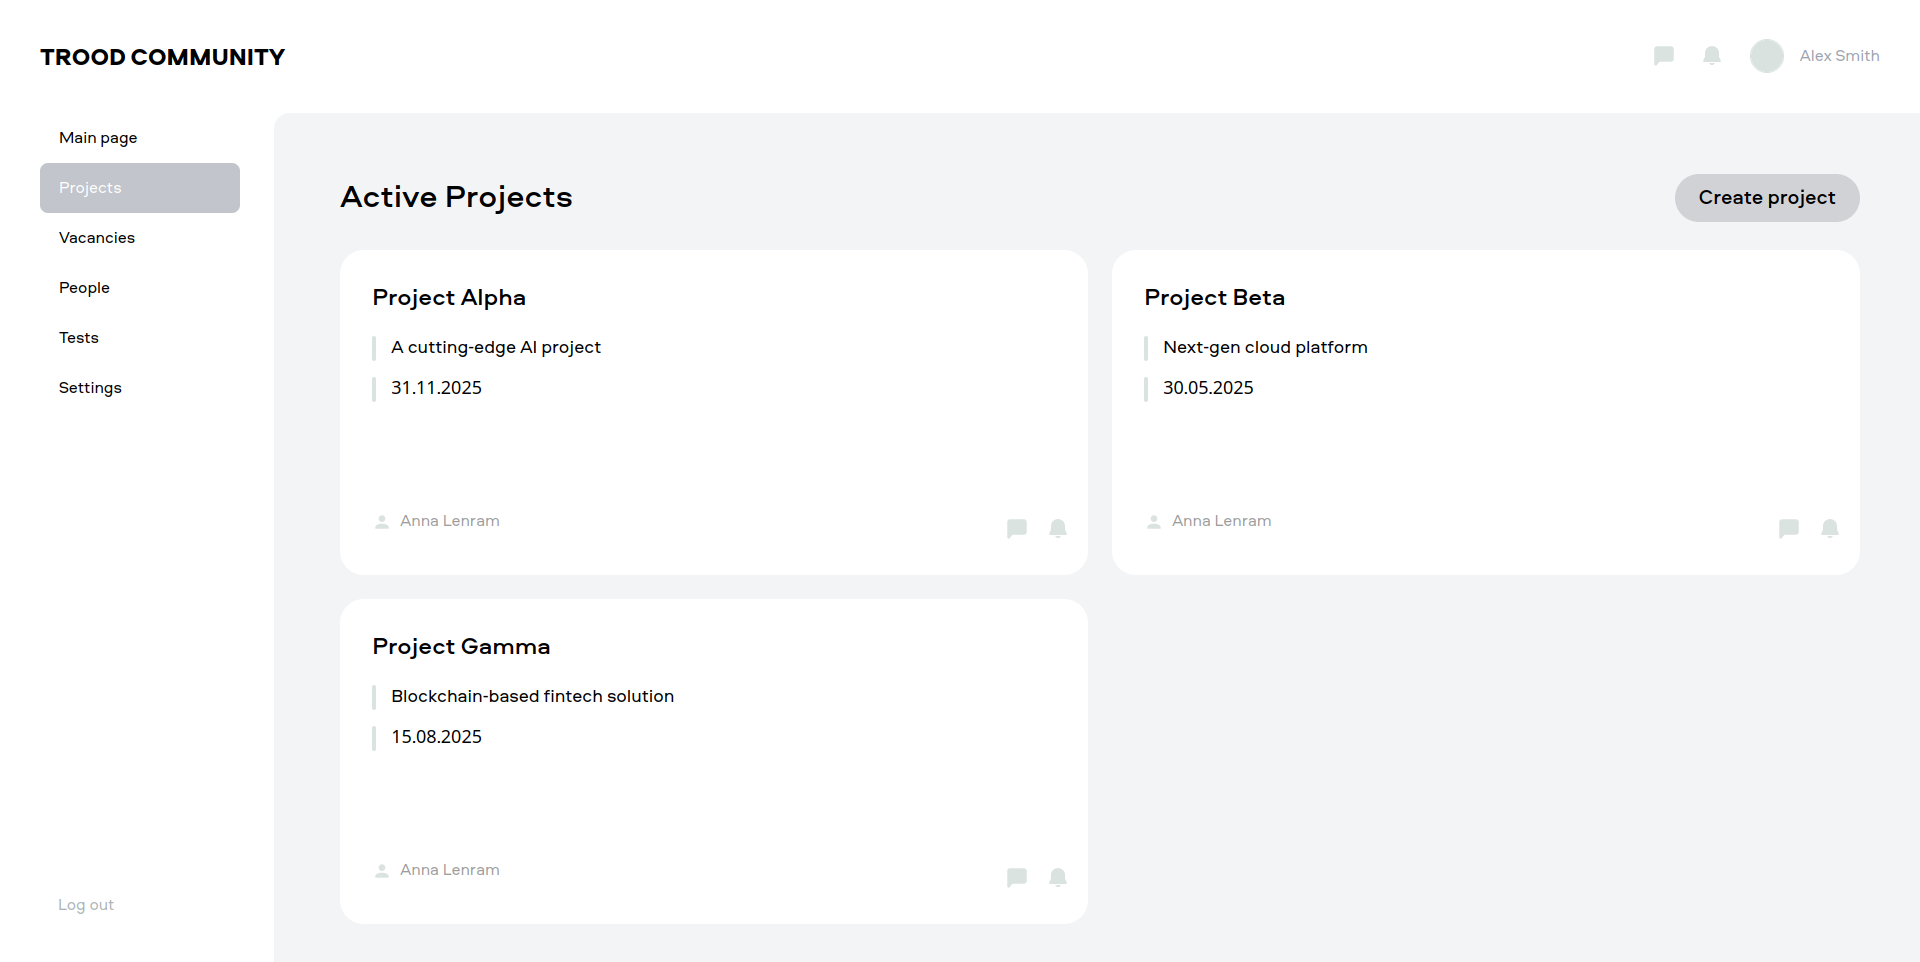 TROOD COMMUNITY
Alex Smith
Main page
Projects
Vacancies
People
Tests
Settings
Log out
Active Projects
Create project
Project Alpha
A cutting-edge AI project
31.11.2025
Anna Lenram
Project Beta
Next-gen cloud platform
30.05.2025
Anna Lenram
Project Gamma
Blockchain-based fintech solution
15.08.2025
Anna Lenram